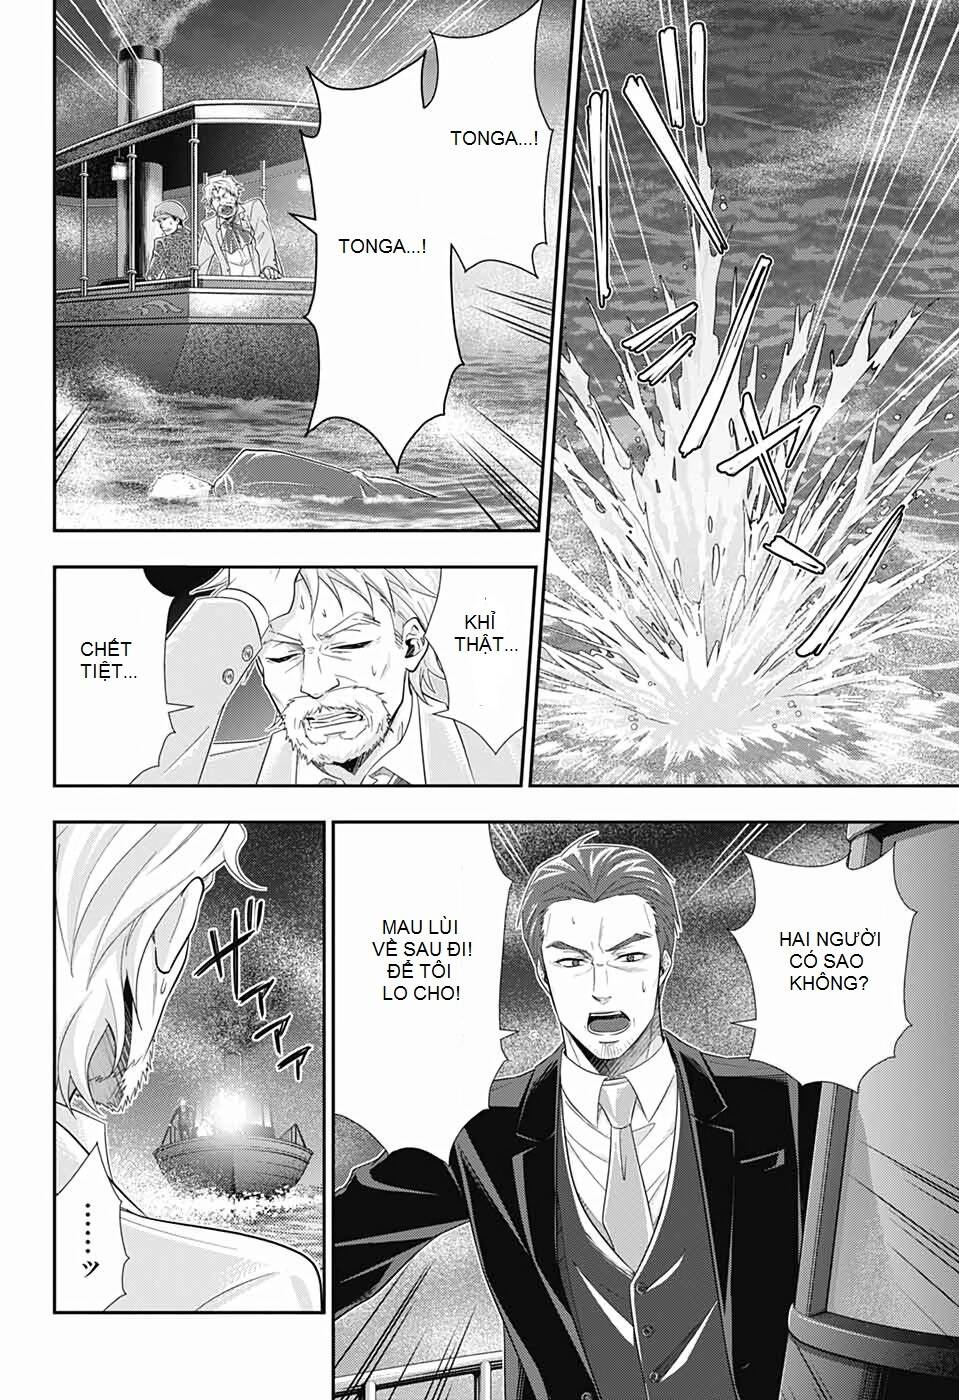 TONGA...!
TONGA...!
KHỈ
THẬT...
CHẾT
TIỆT...
HAI NGƯỜI
CÓ SAO
KHÔNG?
MAU LÙI
VỀ SAU ĐI!
ĐỂ TÔI
LO CHO!
ザアアア
……ッ